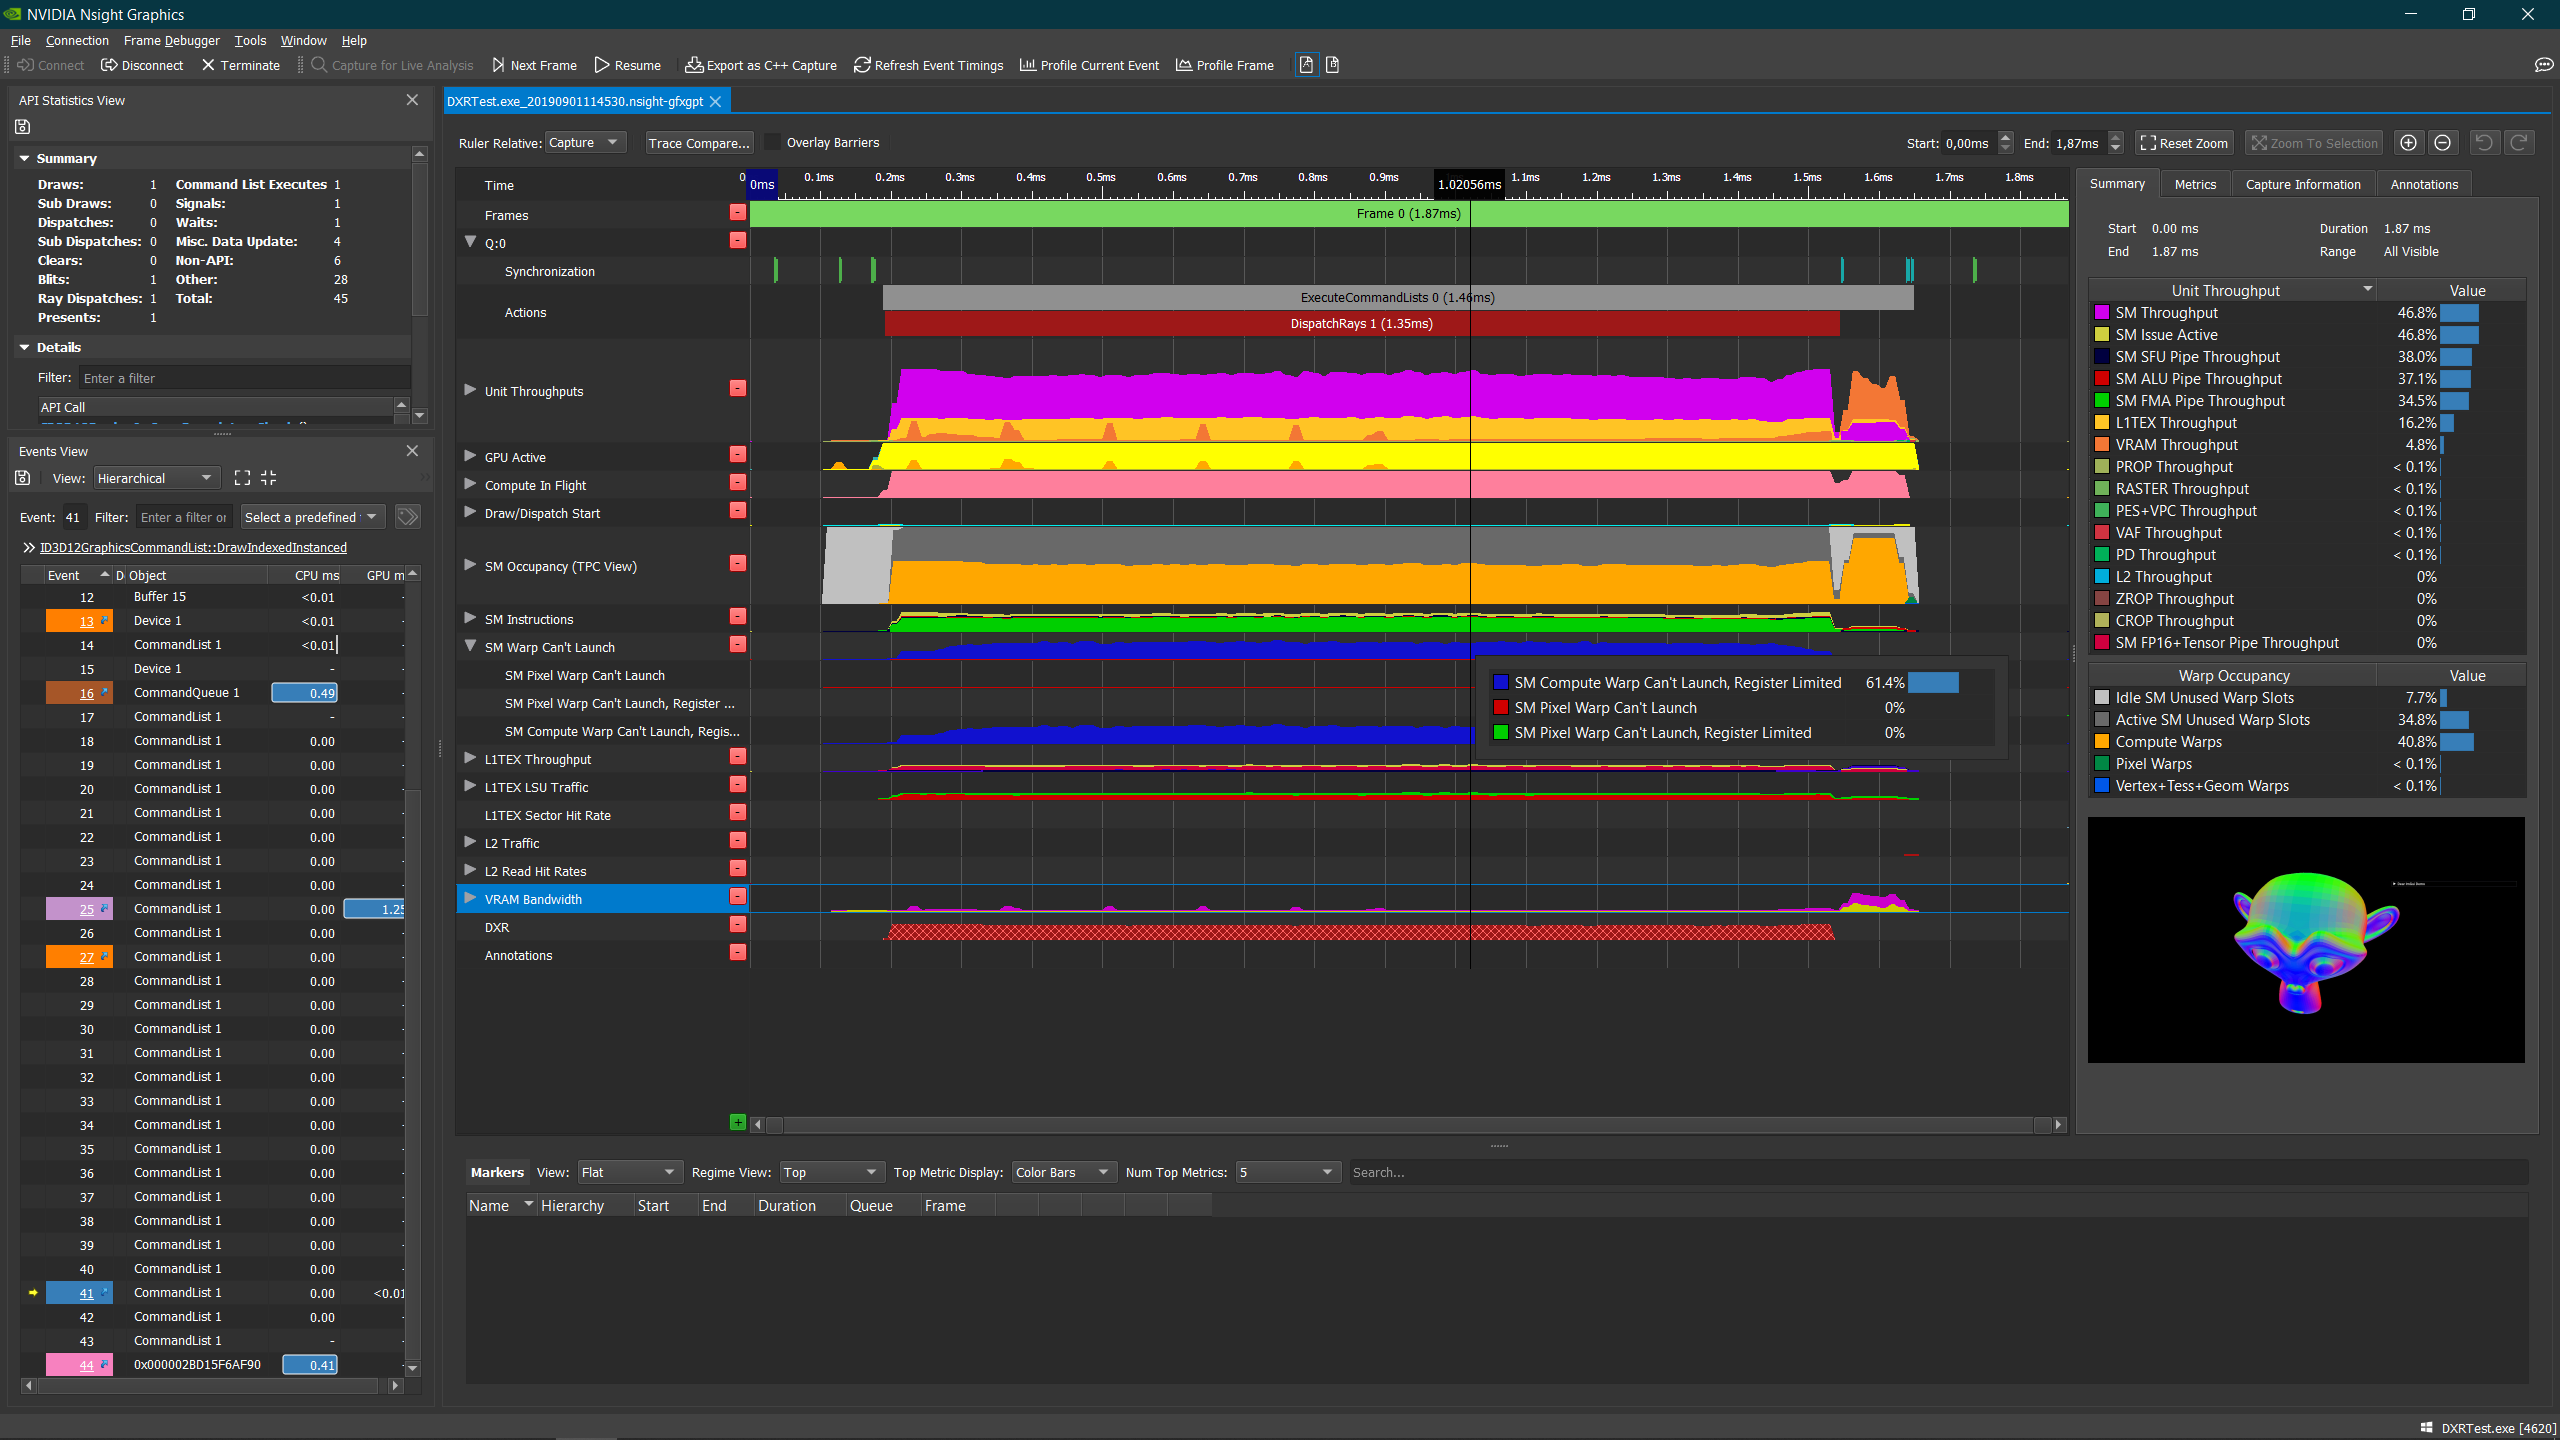 NVIDIA Nsight Graphics
File Connection Frame Debugger Tools Window Help
Connect Disconnect Terminate Capture for Live Analysis Next Frame Resume Export as C++ Capture Refresh Event Timings Profile Current Event Profile Frame
API Statistics View
Summary
Draws: 1 Command List Executes 1
Sub Draws: 0 Signals: 1
Dispatches: 0 Waits: 1
Sub Dispatches: 0 Misc. Data Update: 4
Clears: 0 Non-API: 6
Blits: 1 Other: 28
Ray Dispatches: 1 Total: 45
Presents: 1
Details
Filter: Enter a filter
API Call
Events View
View: Hierarchical
Event: 41 Filter: Enter a filter or Select a predefined
ID3D12GraphicsCommandList::DrawIndexedInstanced
Event D Object CPU ms GPU m
12 Buffer 15 <0.01 -
13 Device 1 <0.01 -
14 CommandList 1 <0.01 -
15 Device 1 - -
16 CommandQueue 1 0.49 -
17 CommandList 1 - -
18 CommandList 1 0.00 -
19 CommandList 1 0.00 -
20 CommandList 1 0.00 -
21 CommandList 1 0.00 -
22 CommandList 1 0.00 -
23 CommandList 1 0.00 -
24 CommandList 1 0.00 -
25 CommandList 1 0.00 1.25
26 CommandList 1 0.00 -
27 CommandList 1 0.00 -
28 CommandList 1 0.00 -
29 CommandList 1 0.00 -
30 CommandList 1 0.00 -
31 CommandList 1 0.00 -
32 CommandList 1 0.00 -
33 CommandList 1 0.00 -
34 CommandList 1 0.00 -
35 CommandList 1 0.00 -
36 CommandList 1 0.00 -
37 CommandList 1 0.00 -
38 CommandList 1 0.00 -
39 CommandList 1 0.00 -
40 CommandList 1 0.00 -
41 CommandList 1 0.00 <0.01
42 CommandList 1 0.00 -
43 CommandList 1 - -
44 0x000002BD15F6AF90 0.41 -
DXRTest.exe_20190901114530.nsight-gfxgpt
Ruler Relative: Capture Trace Compare... Overlay Barriers Start: 0,00ms End: 1,87ms Reset Zoom Zoom To Selection
Time 0 0ms 0.1ms 0.2ms 0.3ms 0.4ms 0.5ms 0.6ms 0.7ms 0.8ms 0.9ms 1.02056ms 1.1ms 1.2ms 1.3ms 1.4ms 1.5ms 1.6ms 1.7ms 1.8ms
Frames Frame 0 (1.87ms)
Q:0
Synchronization
ExecuteCommandLists 0 (1.46ms)
Actions
DispatchRays 1 (1.35ms)
Unit Throughputs
GPU Active
Compute In Flight
Draw/Dispatch Start
SM Occupancy (TPC View)
SM Instructions
SM Warp Can't Launch
SM Pixel Warp Can't Launch
SM Pixel Warp Can't Launch, Register ...
SM Compute Warp Can't Launch, Regis...
SM Compute Warp Can't Launch, Register Limited 61.4%
SM Pixel Warp Can't Launch 0%
SM Pixel Warp Can't Launch, Register Limited 0%
L1TEX Throughput
L1TEX LSU Traffic
L1TEX Sector Hit Rate
L2 Traffic
L2 Read Hit Rates
VRAM Bandwidth
DXR
Annotations
Summary Metrics Capture Information Annotations
Start 0.00 ms Duration 1.87 ms
End 1.87 ms Range All Visible
Unit Throughput Value
SM Throughput 46.8%
SM Issue Active 46.8%
SM SFU Pipe Throughput 38.0%
SM ALU Pipe Throughput 37.1%
SM FMA Pipe Throughput 34.5%
L1TEX Throughput 16.2%
VRAM Throughput 4.8%
PROP Throughput < 0.1%
RASTER Throughput < 0.1%
PES+VPC Throughput < 0.1%
VAF Throughput < 0.1%
PD Throughput < 0.1%
L2 Throughput 0%
ZROP Throughput 0%
CROP Throughput 0%
SM FP16+Tensor Pipe Throughput 0%
Warp Occupancy Value
Idle SM Unused Warp Slots 7.7%
Active SM Unused Warp Slots 34.8%
Compute Warps 40.8%
Pixel Warps < 0.1%
Vertex+Tess+Geom Warps < 0.1%
Markers View: Flat Regime View: Top Top Metric Display: Color Bars Num Top Metrics: 5 Search...
Name Hierarchy Start End Duration Queue Frame
DXRTest.exe [4620]